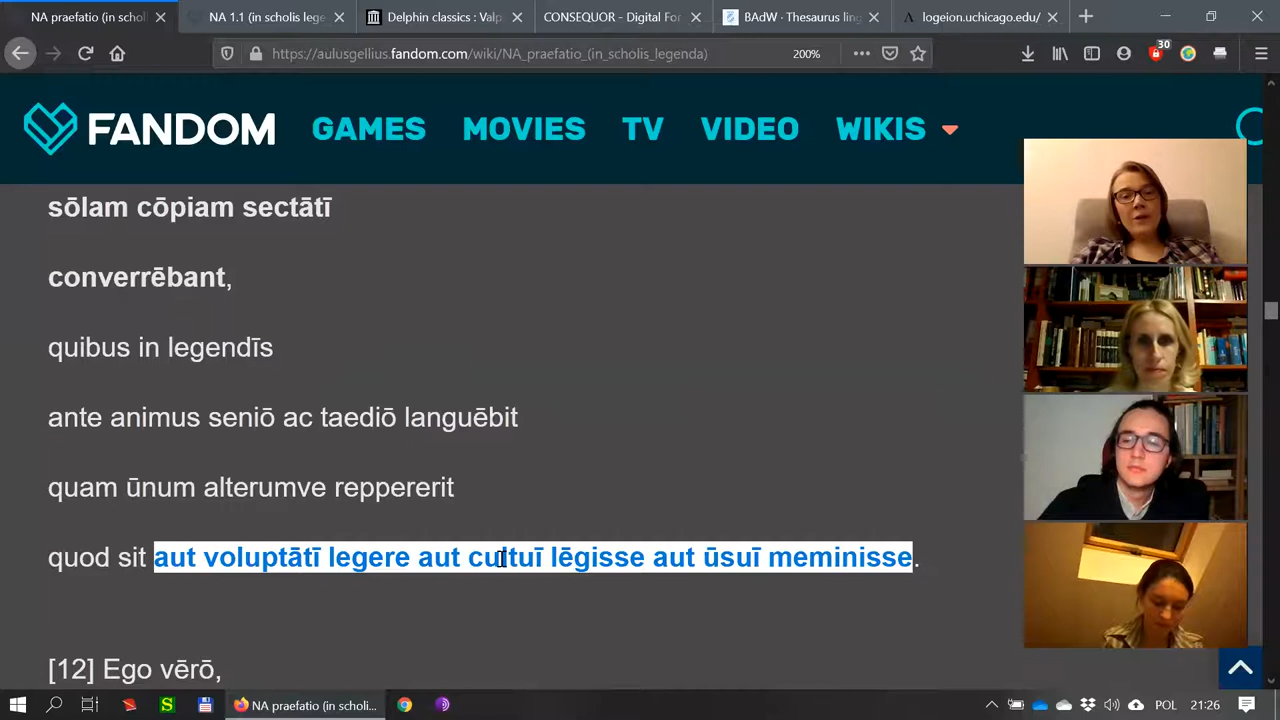 NA praefatio (in schol
NA 1.1 (in scholis lege
Delphin classics : Valp
CONSEQUOR - Digital For
BAdW · Thesaurus ling
logeion.uchicago.edu/
https://aulusgellius.fandom.com/wiki/NA_praefatio_(in_scholis_legenda)
200%
30
FANDOM
GAMES MOVIES TV VIDEO WIKIS
sōlam cōpiam sectātī
converrēbant,
quibus in legendīs
ante animus seniō ac taediō languēbit
quam ūnum alterumve reppererit
quod sit aut voluptātī legere aut cultuī lēgisse aut ūsuī meminisse.
[12] Ego vērō,
NA praefatio (in scholi...
POL 21:26